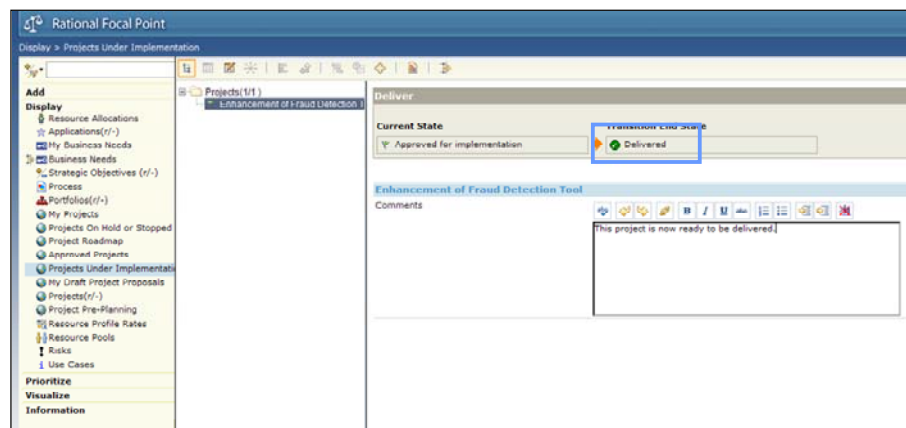 Rational Focal Point
Display > Projects Under Implementation
Add
Display
Resource Allocations
Applications(r/-)
My Business Needs
Business Needs
Strategic Objectives (r/-)
Process
Portfolios(r/-)
My Projects
Projects On Hold or Stopped
Project Roadmap
Approved Projects
Projects Under Implementati
My Draft Project Proposals
Projects(r/-)
Project Pre-Planning
Resource Profile Rates
Resource Pools
Risks
Use Cases
Prioritize
Visualize
Information
Projects(1/1)
Enhancement of Fraud Detection T
Deliver
Current State
Transition End State
Approved for implementation
Delivered
Enhancement of Fraud Detection Tool
Comments
B I U abc
This project is now ready to be delivered.